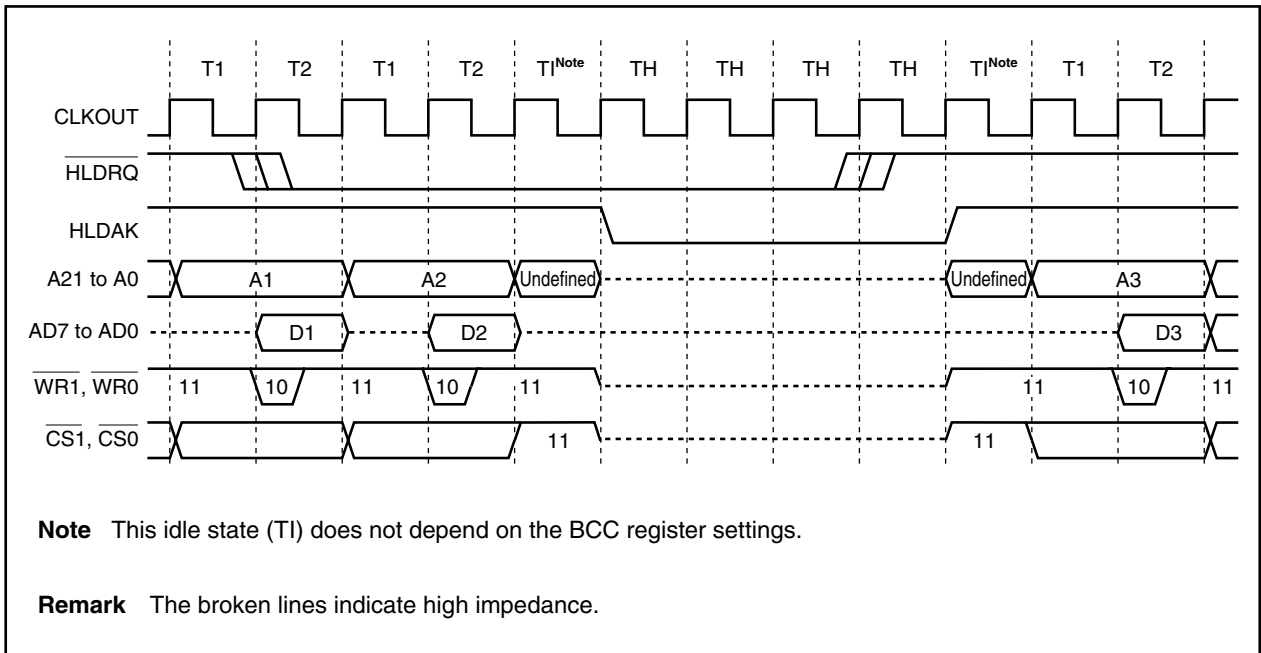 T1 T2 T1 T2 TI^Note TH TH TH TH TI^Note T1 T2
CLKOUT
HLDRQ
HLDAK
A21 to A0 A1 A2 Undefined Undefined A3
AD7 to AD0 D1 D2 D3
WR1, WR0 11 10 11 10 11 11 10 11
CS1, CS0 11 11
Note This idle state (TI) does not depend on the BCC register settings.
Remark The broken lines indicate high impedance.